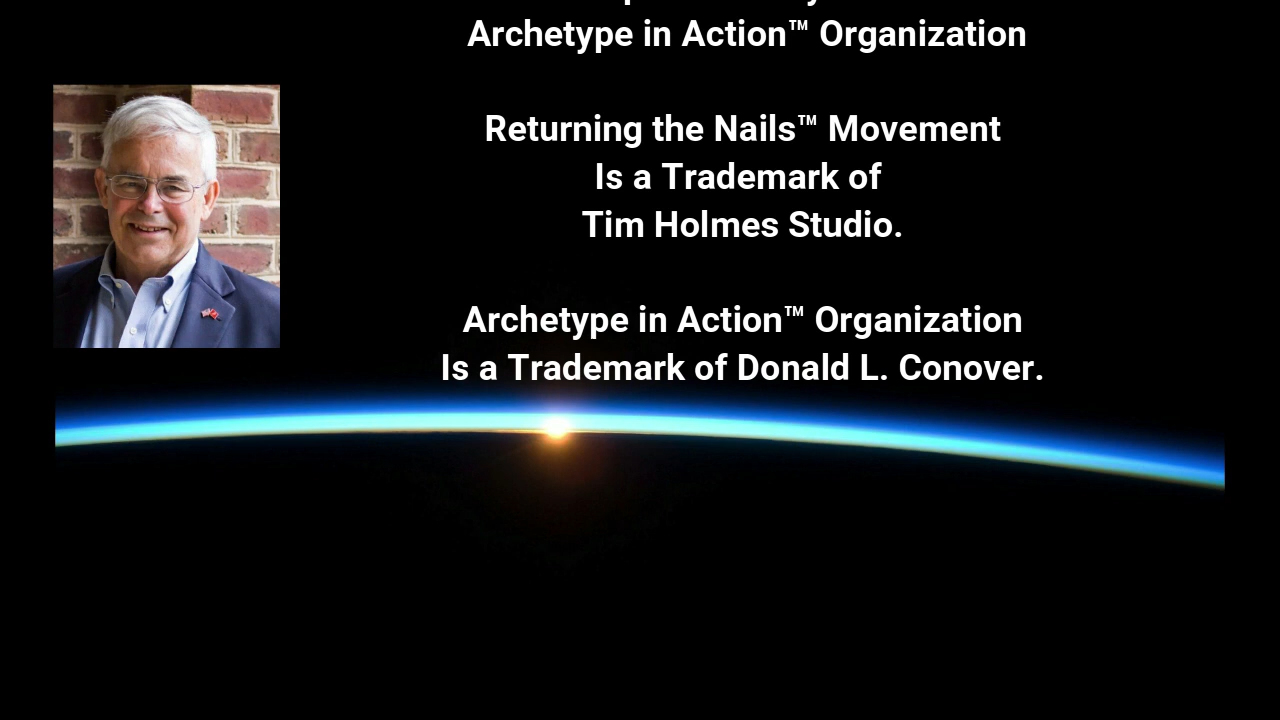 Archetype in Action™ Organization
Returning the Nails™ Movement
Is a Trademark of
Tim Holmes Studio.
Archetype in Action™ Organization
Is a Trademark of Donald L. Conover.